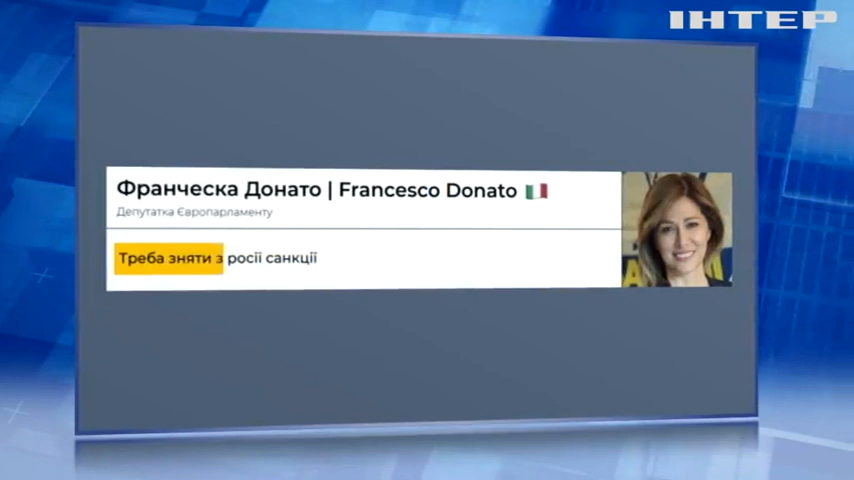 ІНТЕР
Франческа Донато | Francesco Donato
Депутатка Європарламенту
Треба зняти з росії санкції